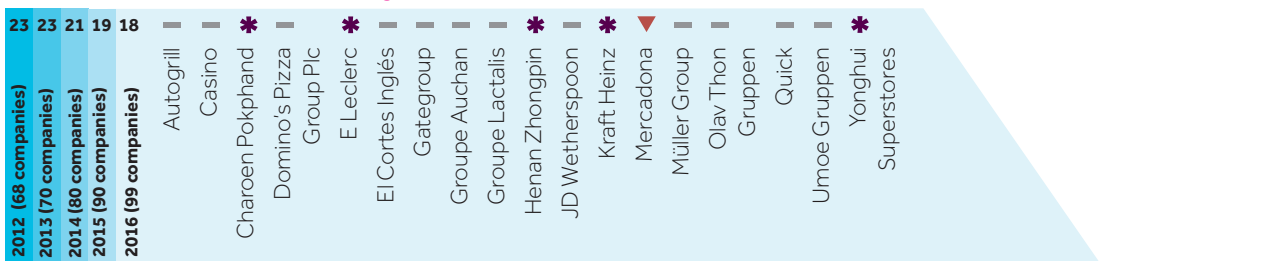 23 23 21 19 18
2012 (68 companies)
2013 (70 companies)
2014 (80 companies)
2015 (90 companies)
2016 (99 companies)
Autogrill
Casino
Charoen Pokphand
Domino's Pizza
Group Plc
E Leclerc
El Cortes Inglés
Gategroup
Groupe Auchan
Groupe Lactalis
Henan Zhongpin
JD Wetherspoon
Kraft Heinz
Mercadona
Müller Group
Olav Thon
Gruppen
Quick
Umoe Gruppen
Yonghui
Superstores